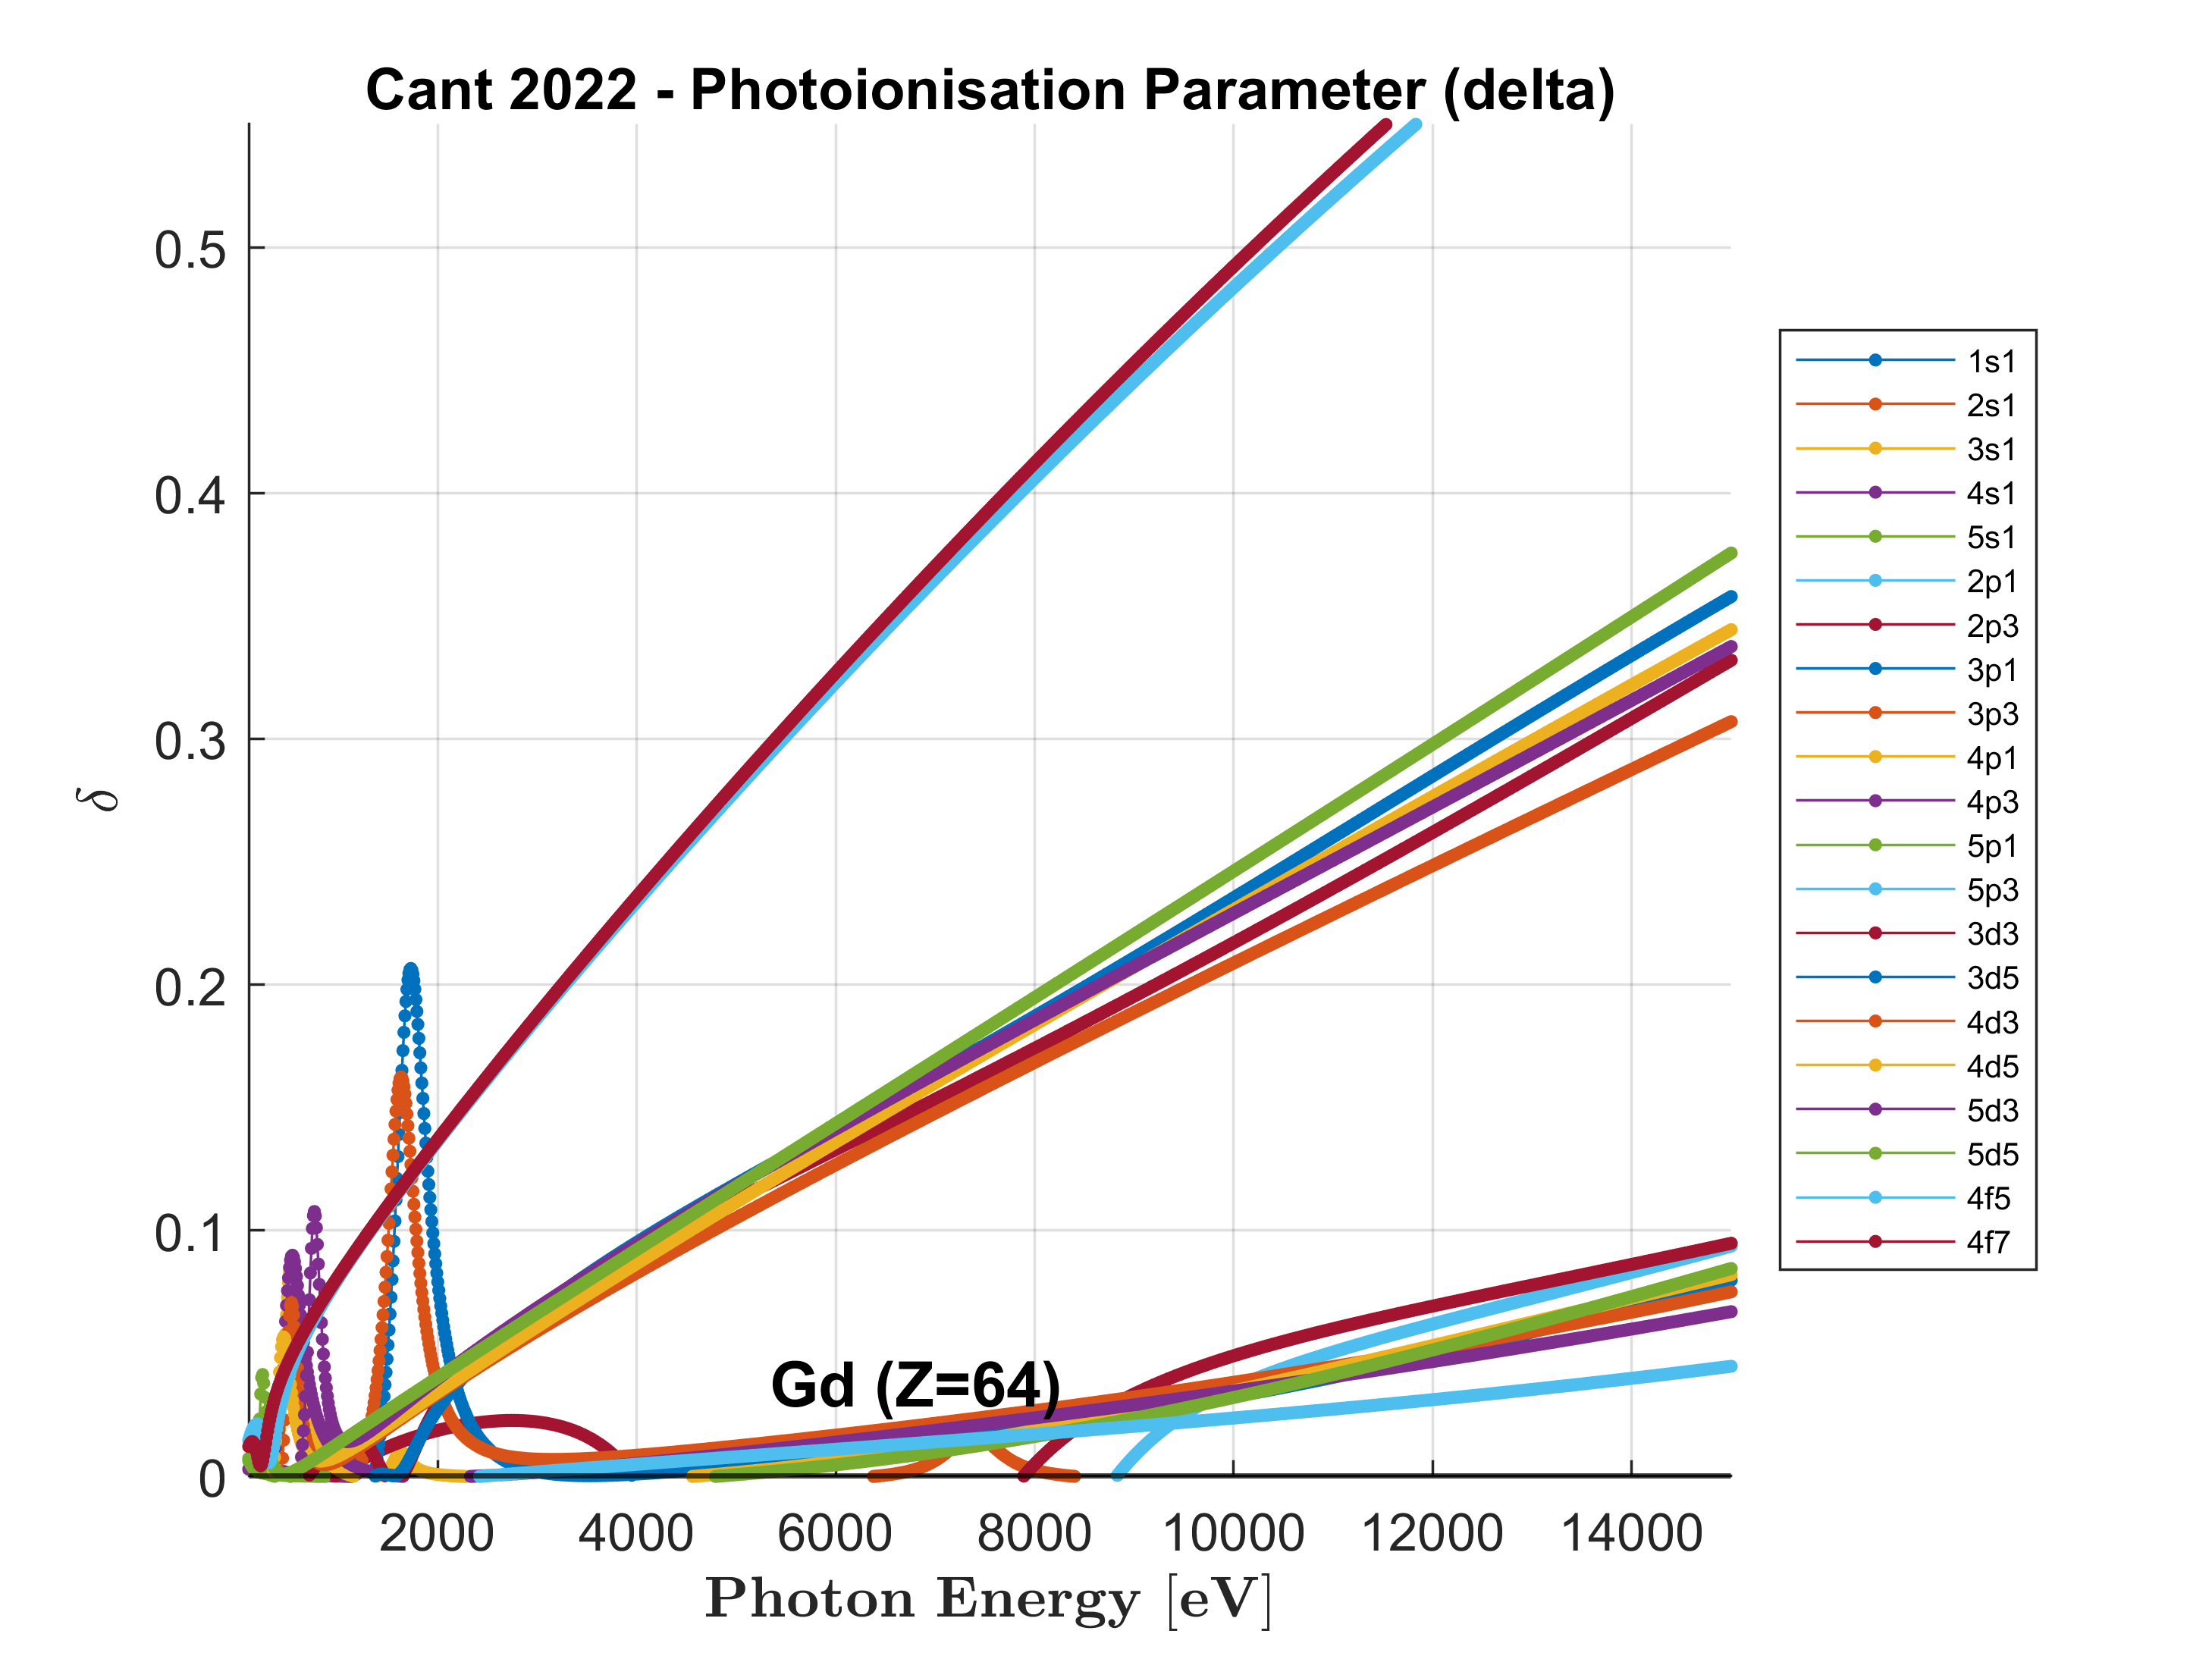 Cant 2022 - Photoionisation Parameter (delta)
0.5
0.4
0.3
0.2
0.1
0
δ
Gd (Z=64)
2000 4000 6000 8000 10000 12000 14000
Photon Energy [eV]
1s1
2s1
3s1
4s1
5s1
2p1
2p3
3p1
3p3
4p1
4p3
5p1
5p3
3d3
3d5
4d3
4d5
5d3
5d5
4f5
4f7